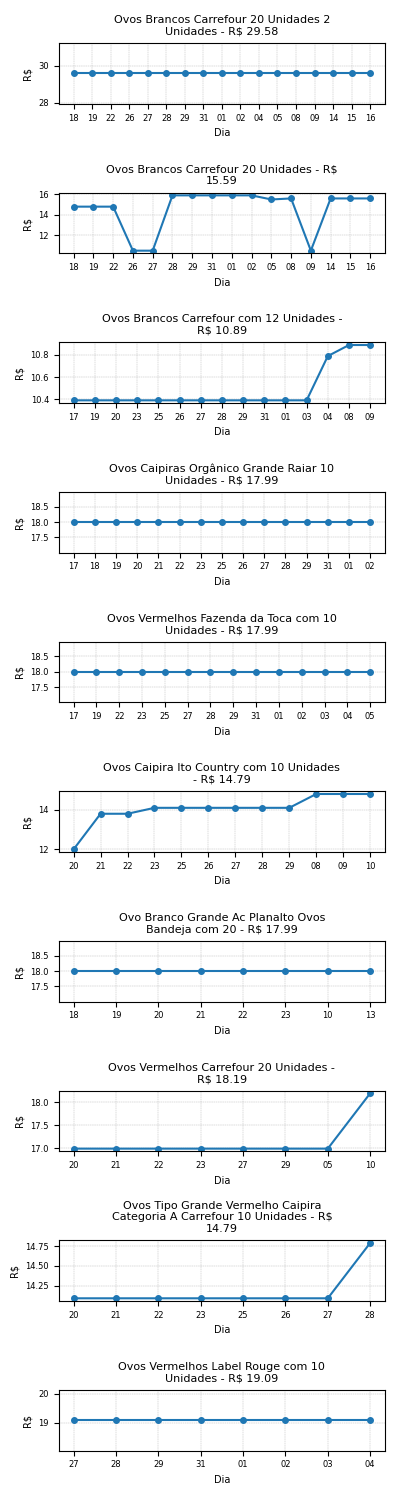 Ovos Brancos Carrefour 20 Unidades 2
Unidades - R$ 29.58
30
28
R$
18 19 22 26 27 28 29 31 01 02 04 05 08 09 14 15 16
Dia
Ovos Brancos Carrefour 20 Unidades - R$
15.59
16
14
12
R$
18 19 22 26 27 28 29 31 01 02 05 08 09 14 15 16
Dia
Ovos Brancos Carrefour com 12 Unidades -
R$ 10.89
10.8
10.6
10.4
R$
17 19 20 23 25 26 27 28 29 31 01 03 04 08 09
Dia
Ovos Caipiras Orgânico Grande Raiar 10
Unidades - R$ 17.99
18.5
18.0
17.5
R$
17 18 19 20 21 22 23 25 26 27 28 29 31 01 02
Dia
Ovos Vermelhos Fazenda da Toca com 10
Unidades - R$ 17.99
18.5
18.0
17.5
R$
17 19 22 23 25 27 28 29 31 01 02 03 04 05
Dia
Ovos Caipira Ito Country com 10 Unidades
- R$ 14.79
14
12
R$
20 21 22 23 25 26 27 28 29 08 09 10
Dia
Ovo Branco Grande Ac Planalto Ovos
Bandeja com 20 - R$ 17.99
18.5
18.0
17.5
R$
18 19 20 21 22 23 10 13
Dia
Ovos Vermelhos Carrefour 20 Unidades -
R$ 18.19
18.0
17.5
17.0
R$
20 21 22 23 27 29 05 10
Dia
Ovos Tipo Grande Vermelho Caipira
Categoria A Carrefour 10 Unidades - R$
14.79
14.75
14.50
14.25
R$
20 21 22 23 25 26 27 28
Dia
Ovos Vermelhos Label Rouge com 10
Unidades - R$ 19.09
20
19
R$
27 28 29 31 01 02 03 04
Dia